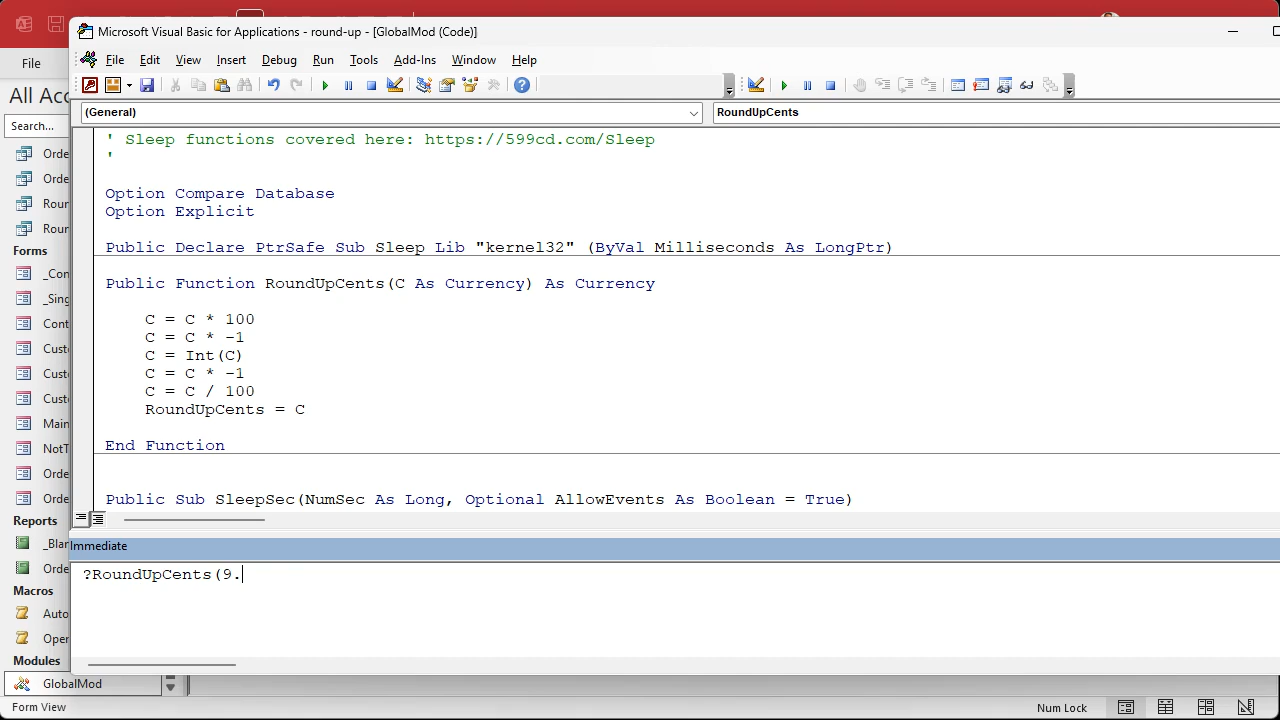 Microsoft Visual Basic for Applications - round-up - [GlobalMod (Code)]
File
File Edit View Insert Debug Run Tools Add-Ins Window Help
All Acc
Search...
(General)
RoundUpCents
Orde
Orde
Roun
Roun
Forms
_Con
_Sing
Cont
Custo
Custo
Custo
Main
NotT
Orde
Orde
Reports
_Blan
Orde
Macros
Auto
Open
Modules
GlobalMod
' Sleep functions covered here: https://599cd.com/Sleep
'
Option Compare Database
Option Explicit
Public Declare PtrSafe Sub Sleep Lib "kernel32" (ByVal Milliseconds As LongPtr)
Public Function RoundUpCents(C As Currency) As Currency
C = C * 100
C = C * -1
C = Int(C)
C = C * -1
C = C / 100
RoundUpCents = C
End Function
Public Sub SleepSec(NumSec As Long, Optional AllowEvents As Boolean = True)
Immediate
?RoundUpCents(9.
Form View
Num Lock